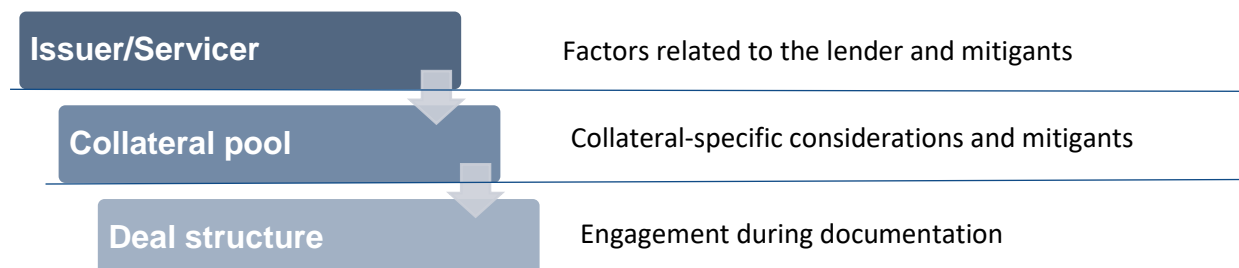 Issuer/Servicer
Factors related to the lender and mitigants
Collateral pool
Collateral-specific considerations and mitigants
Deal structure
Engagement during documentation